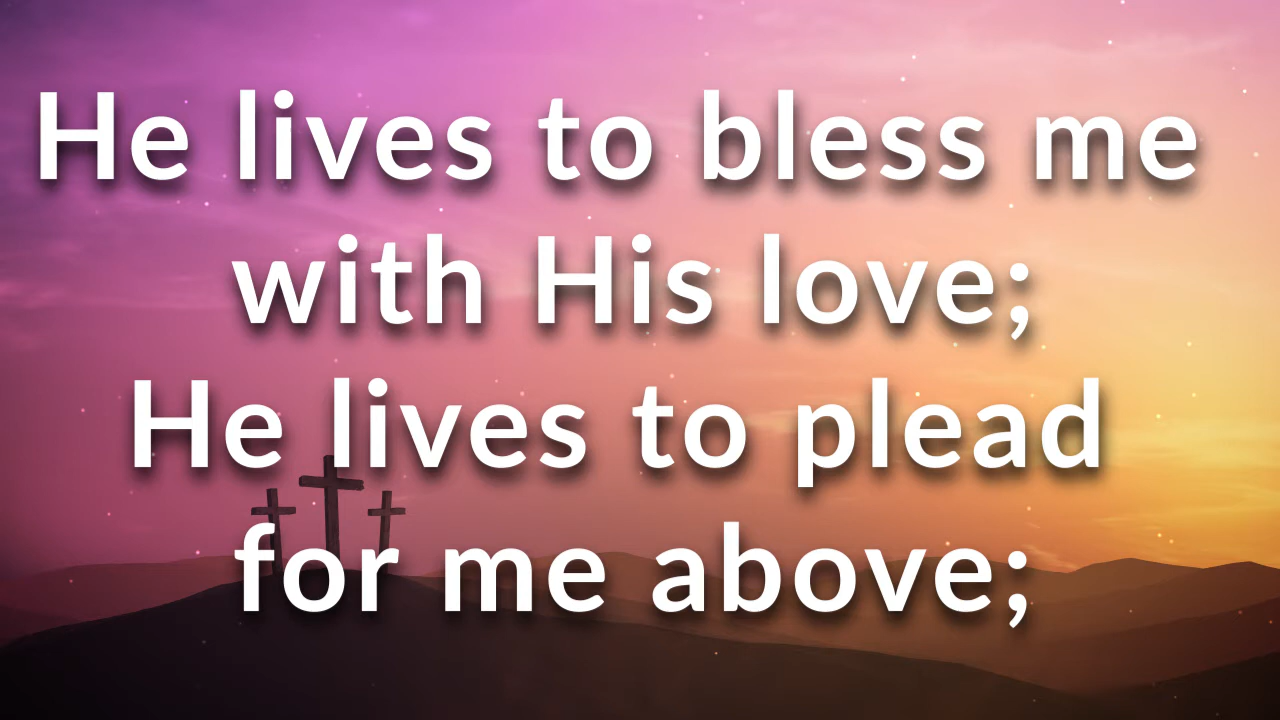 He lives to bless me
with His love;
He lives to plead
for me above;